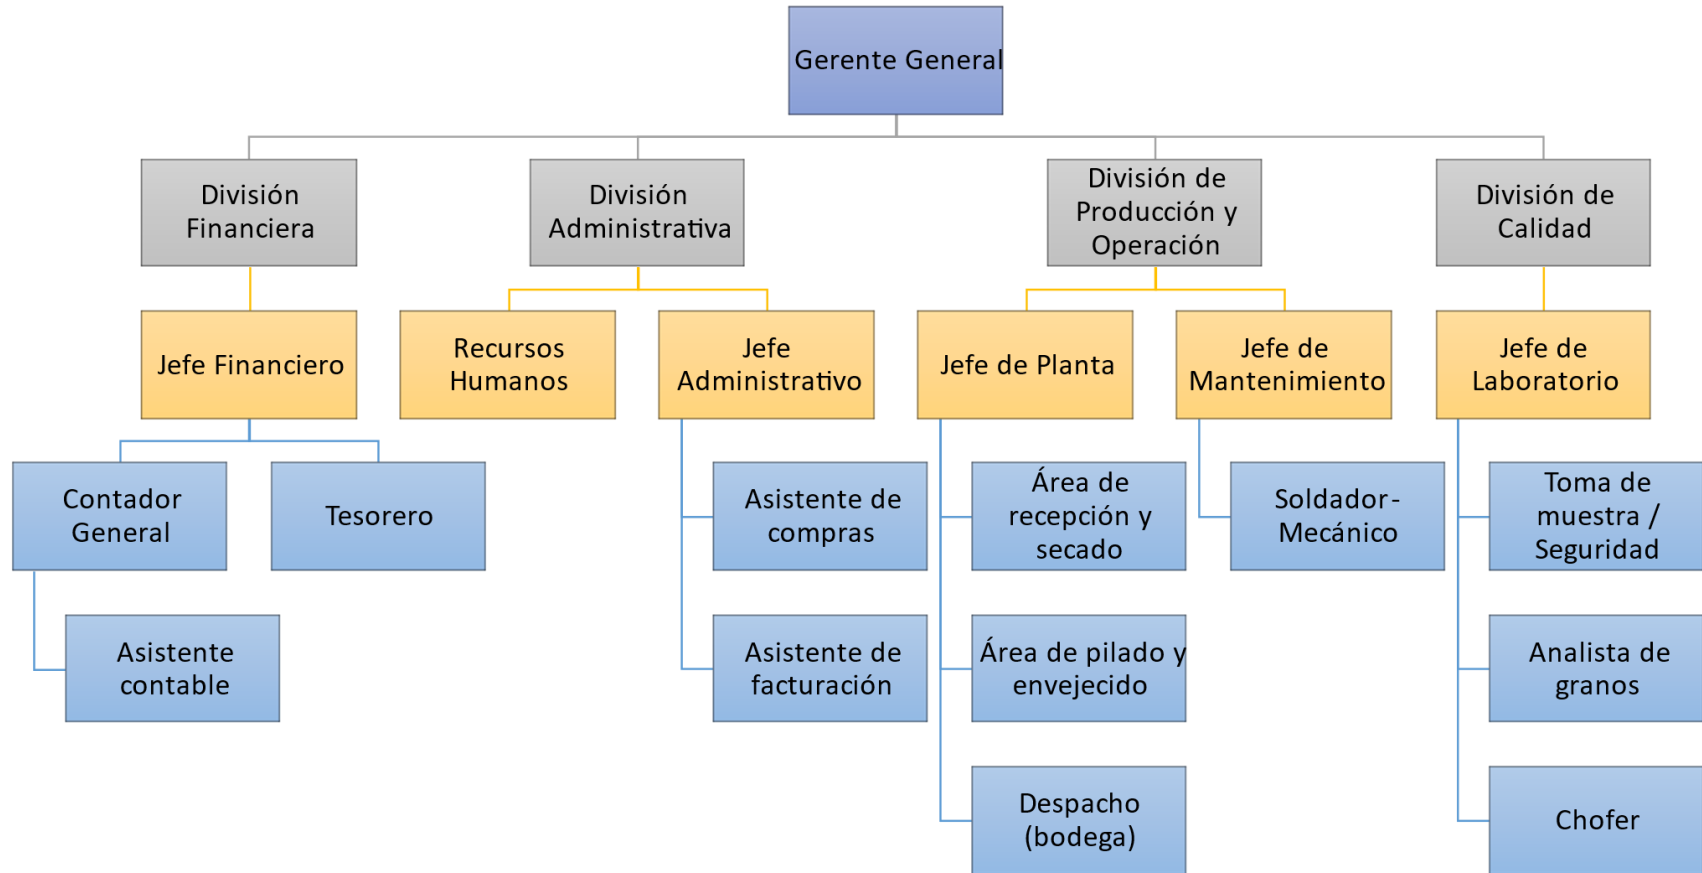 Gerente General
División
Financiera
División
Administrativa
División de
Producción y
Operación
División de
Calidad
Jefe Financiero
Recursos
Humanos
Jefe
Administrativo
Jefe de Planta
Jefe de
Mantenimiento
Jefe de
Laboratorio
Contador
General
Tesorero
Asistente de
compras
Área de
recepción y
secado
Soldador-
Mecánico
Toma de
muestra /
Seguridad
Asistente
contable
Asistente de
facturación
Área de pilado y
envejecido
Analista de
granos
Despacho
(bodega)
Chofer